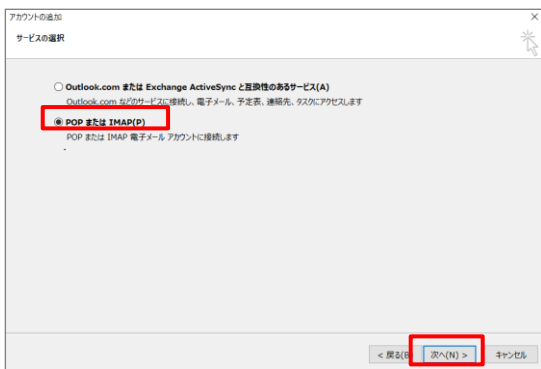 アカウントの追加
サービスの選択
Outlook.com または Exchange ActiveSync と互換性のあるサービス(A)
Outlook.com などのサービスに接続し、電子メール、予定表、連絡先、タスクにアクセスします
POP または IMAP(P)
POP または IMAP 電子メール アカウントに接続します
< 戻る(B 次へ(N) > キャンセル